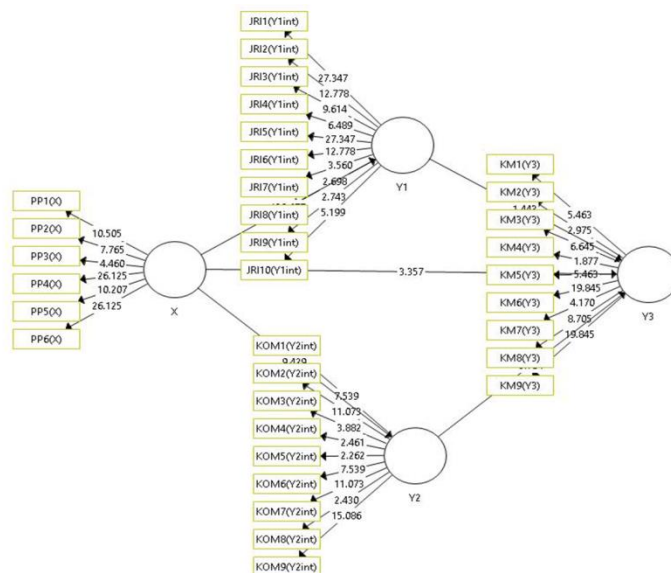 JRI1(Y1int)
JRI2(Y1int)
JRI3(Y1int)
JRI4(Y1int)
JRI5(Y1int)
JRI6(Y1int)
JRI7(Y1int)
JRI8(Y1int)
JRI9(Y1int)
JRI10(Y1int)
27.347
12.778
9.614
6.489
27.347
12.778
3.560
2.698
2.743
5.199
Y1
PP1(X)
PP2(X)
PP3(X)
PP4(X)
PP5(X)
PP6(X)
10.505
7.765
4.460
26.125
10.207
26.125
X
3.357
KM1(Y3)
KM2(Y3)
KM3(Y3)
KM4(Y3)
KM5(Y3)
KM6(Y3)
KM7(Y3)
KM8(Y3)
KM9(Y3)
5.463
2.975
6.645
1.877
5.463
19.845
4.170
8.705
19.845
Y3
KOM1(Y2int)
KOM2(Y2int)
KOM3(Y2int)
KOM4(Y2int)
KOM5(Y2int)
KOM6(Y2int)
KOM7(Y2int)
KOM8(Y2int)
KOM9(Y2int)
7.539
11.073
3.882
2.461
2.262
7.539
11.073
2.430
15.086
Y2